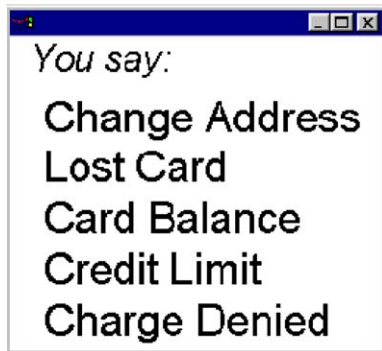 You say:
Change Address
Lost Card
Card Balance
Credit Limit
Charge Denied